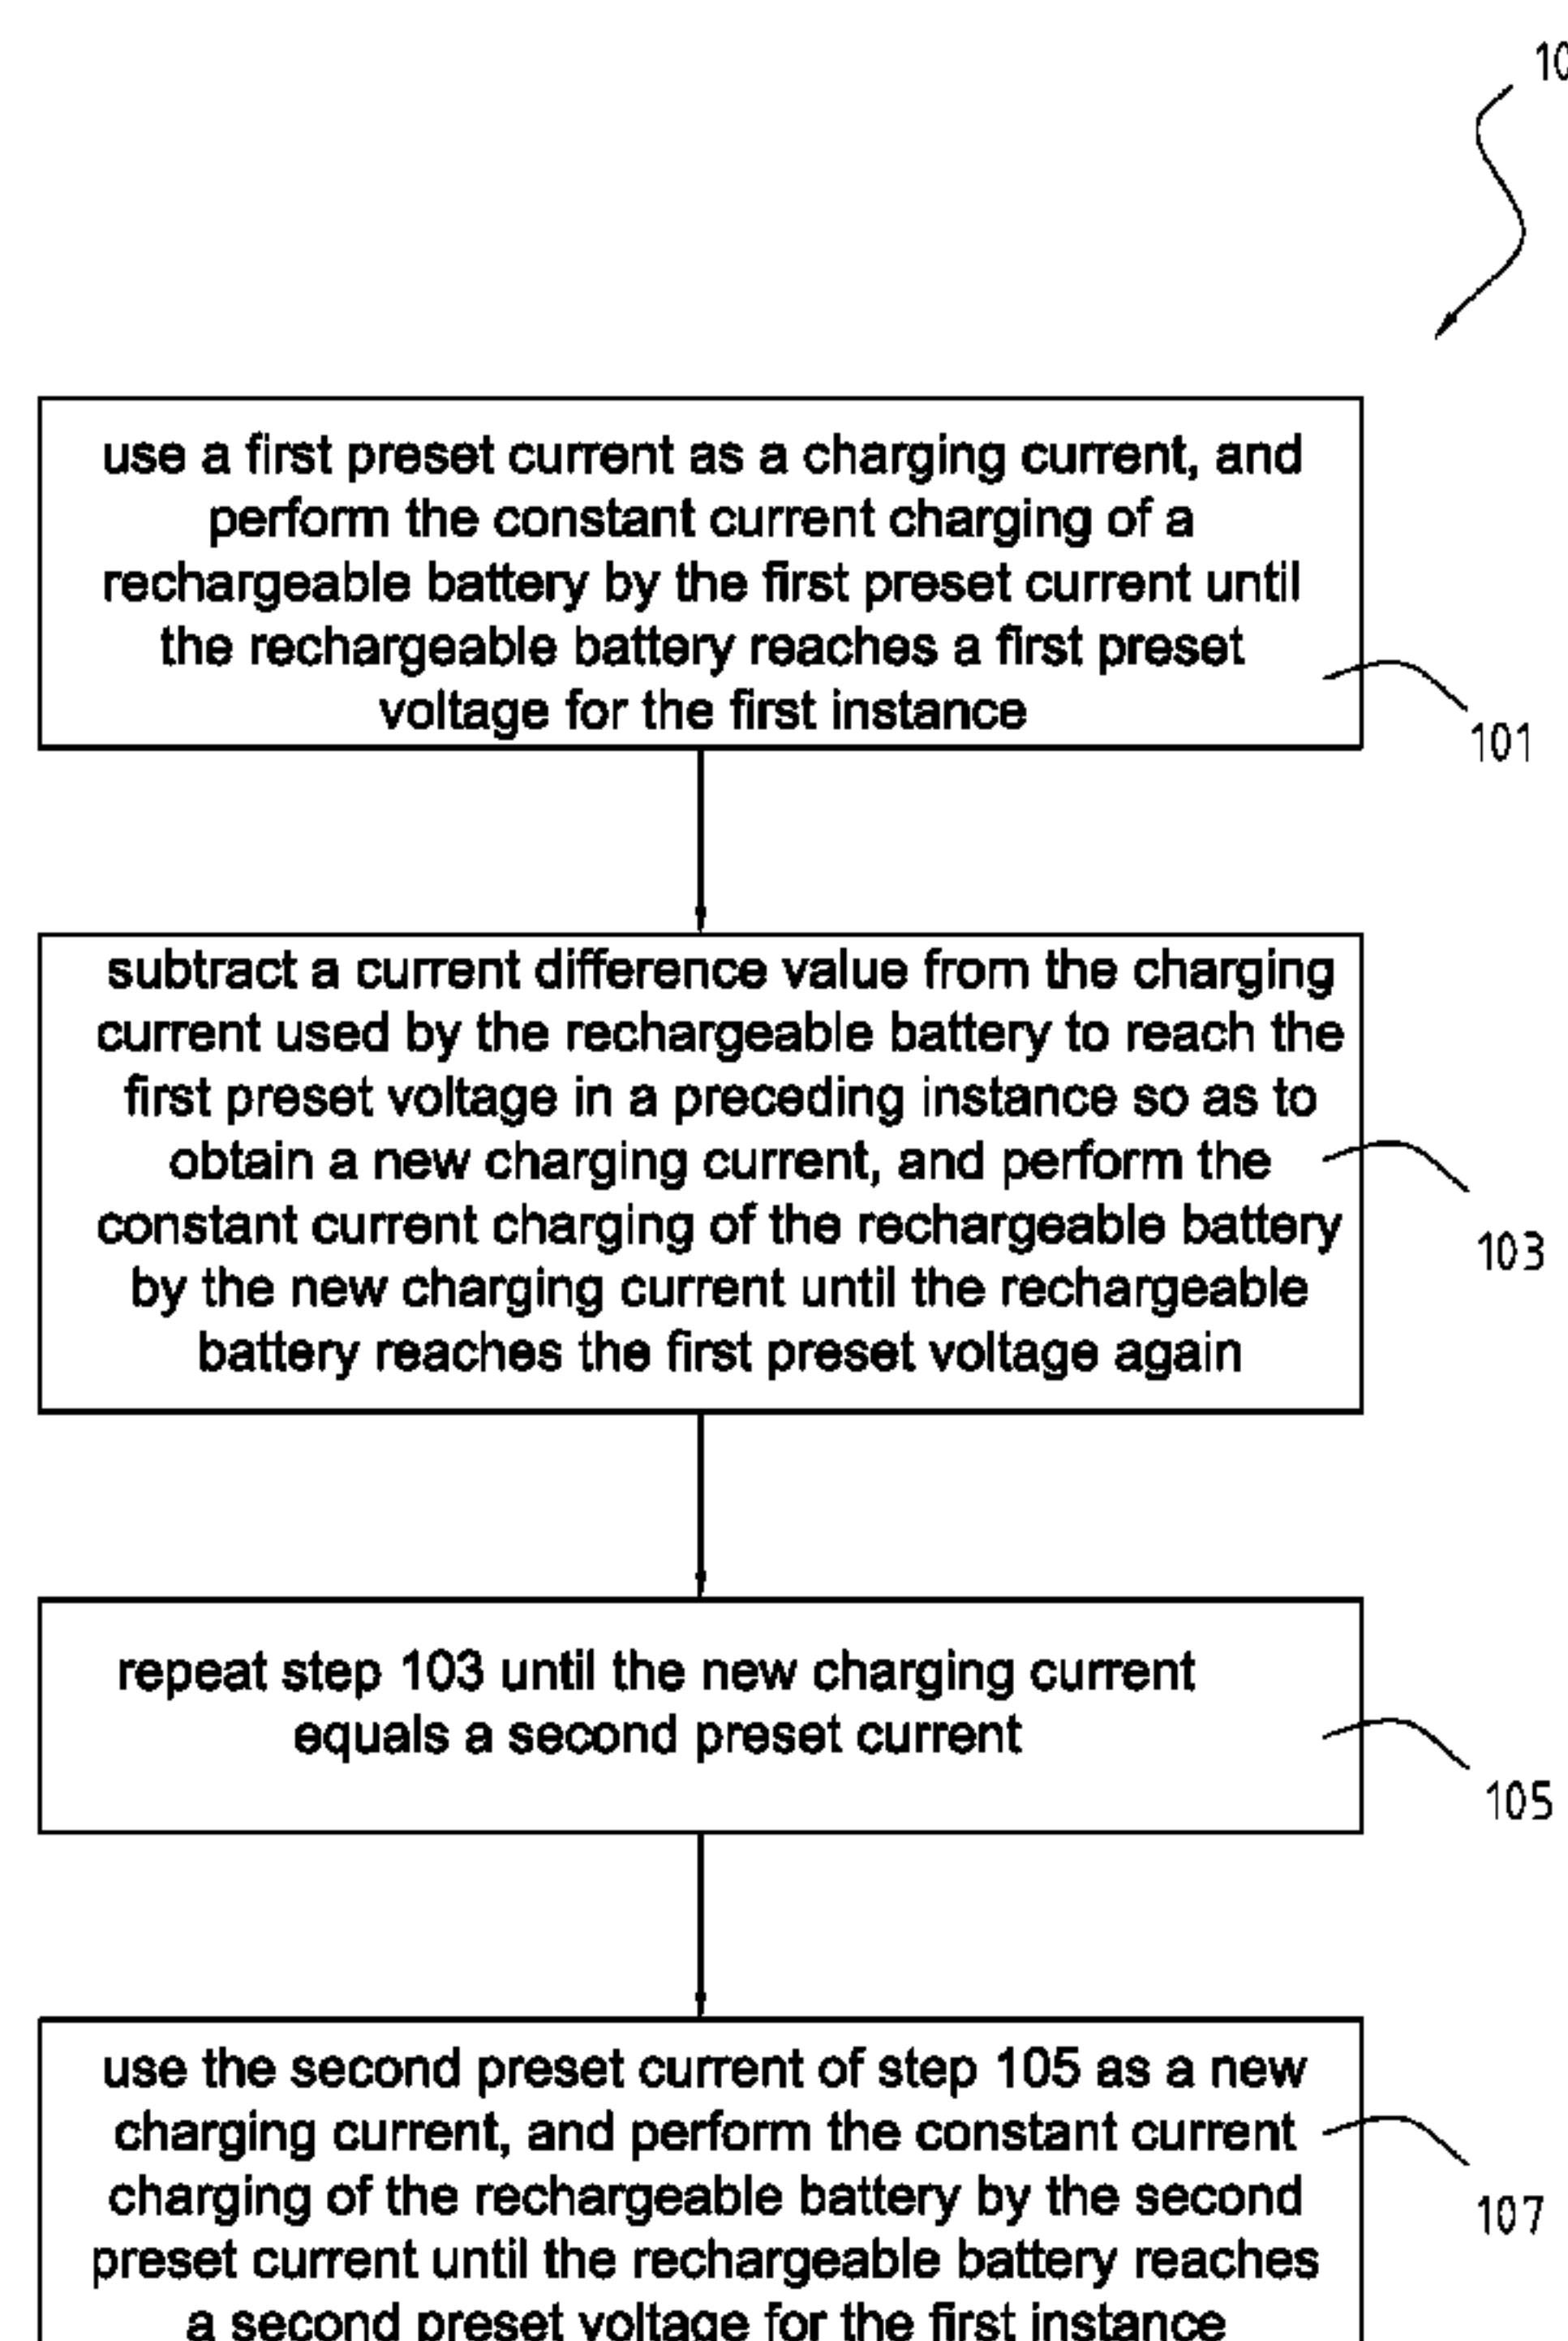 10
use a first preset current as a charging current, and
perform the constant current charging of a
rechargeable battery by the first preset current until
the rechargeable battery reaches a first preset
voltage for the first instance
101
subtract a current difference value from the charging
current used by the rechargeable battery to reach the
first preset voltage in a preceding instance so as to
obtain a new charging current, and perform the
constant current charging of the rechargeable battery
by the new charging current until the rechargeable
battery reaches the first preset voltage again
103
repeat step 103 until the new charging current
equals a second preset current
105
use the second preset current of step 105 as a new
charging current, and perform the constant current
charging of the rechargeable battery by the second
preset current until the rechargeable battery reaches
a second preset voltage for the first instance
107